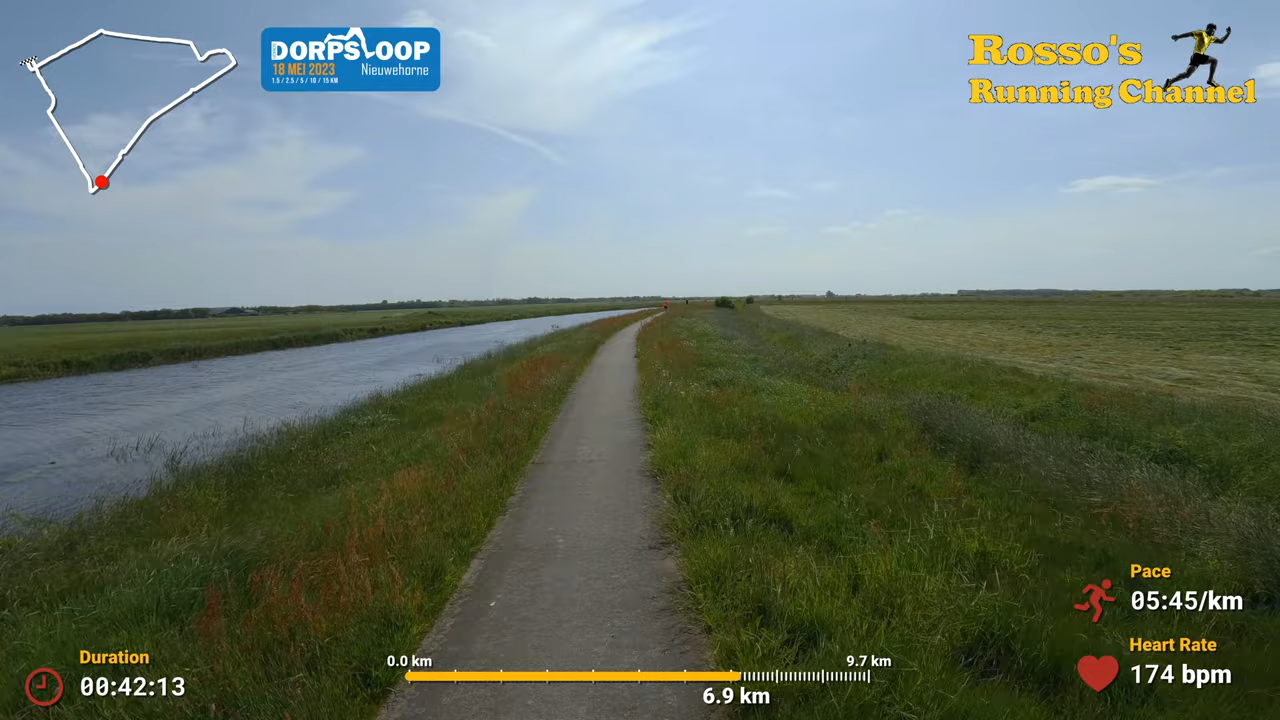 DORPSLOOP
18 MEI 2023
Nieuwehorne
1.5 / 2.5 / 5 / 10 / 15 KM
Rosso's
Running Channel
Pace
05:45/km
Heart Rate
174 bpm
Duration
00:42:13
0.0 km
9.7 km
6.9 km